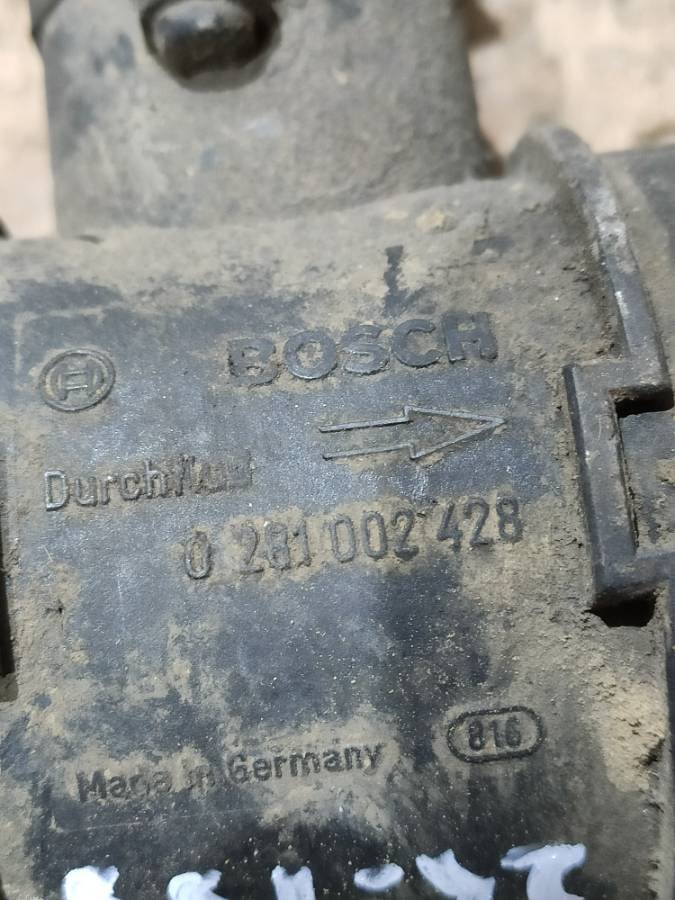 BOSCH
Durchfluß
0 281 002 428
816
Made in Germany